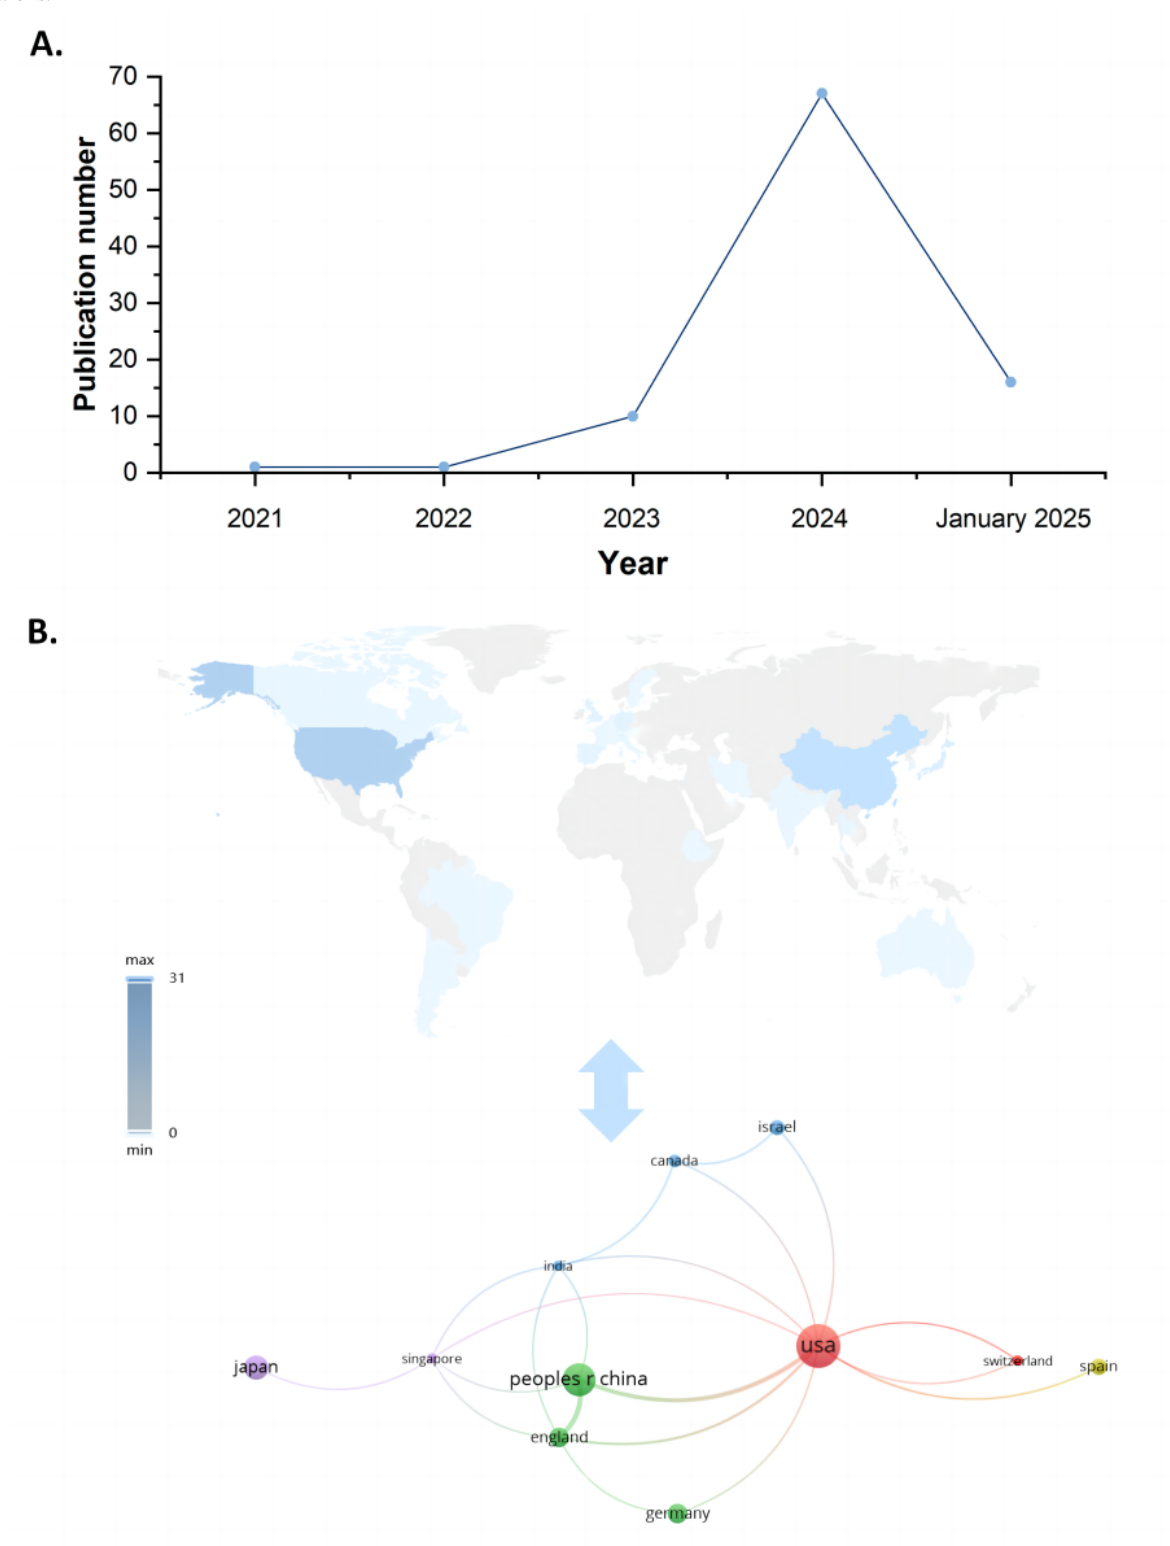 A.
70
60
50
40
30
20
10
0
Publication number
2021 2022 2023 2024 January 2025
Year
B.
max
31
0
min
israel
canada
india
usa
singapore
switzerland
japan
spain
peoples r china
england
germany